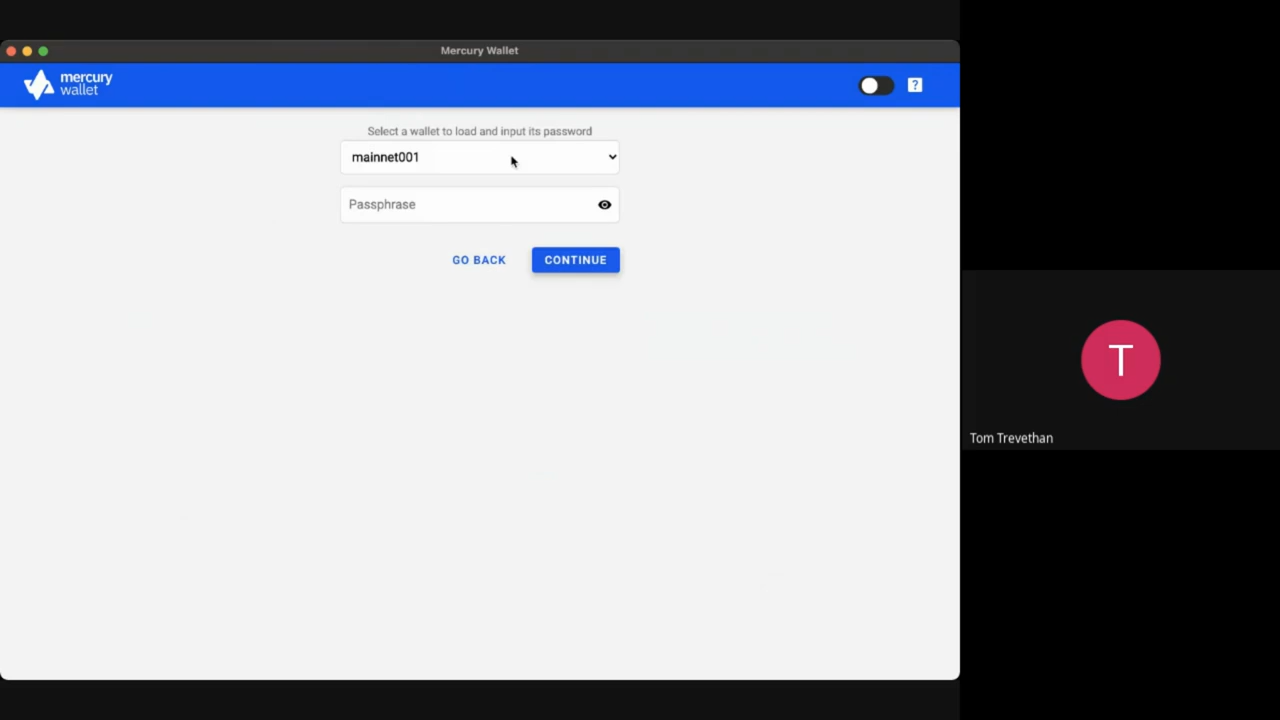 Mercury Wallet
mercury
wallet
?
Select a wallet to load and input its password
mainnet001
Passphrase
GO BACK
CONTINUE
T
Tom Trevethan